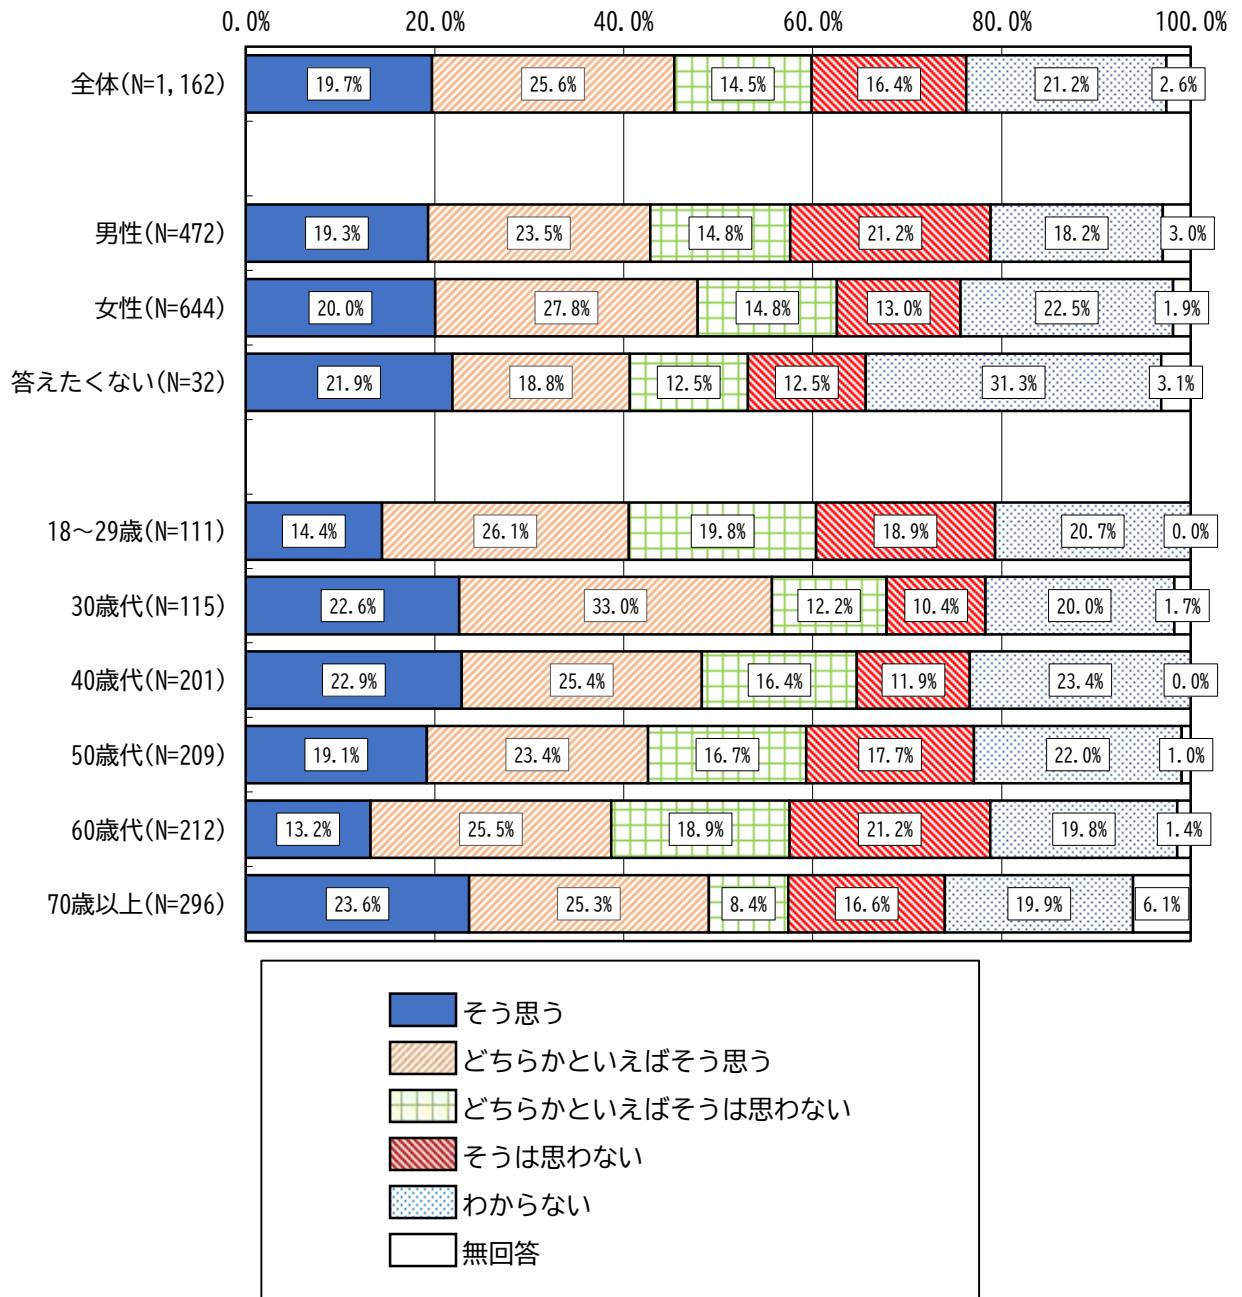 0.0% 20.0% 40.0% 60.0% 80.0% 100.0%
全体(N=1,162) 19.7% 25.6% 14.5% 16.4% 21.2% 2.6%
男性(N=472) 19.3% 23.5% 14.8% 21.2% 18.2% 3.0%
女性(N=644) 20.0% 27.8% 14.8% 13.0% 22.5% 1.9%
答えたくない(N=32) 21.9% 18.8% 12.5% 12.5% 31.3% 3.1%
18～29歳(N=111) 14.4% 26.1% 19.8% 18.9% 20.7% 0.0%
30歳代(N=115) 22.6% 33.0% 12.2% 10.4% 20.0% 1.7%
40歳代(N=201) 22.9% 25.4% 16.4% 11.9% 23.4% 0.0%
50歳代(N=209) 19.1% 23.4% 16.7% 17.7% 22.0% 1.0%
60歳代(N=212) 13.2% 25.5% 18.9% 21.2% 19.8% 1.4%
70歳以上(N=296) 23.6% 25.3% 8.4% 16.6% 19.9% 6.1%
そう思う
どちらかといえばそう思う
どちらかといえばそうは思わない
そうは思わない
わからない
無回答